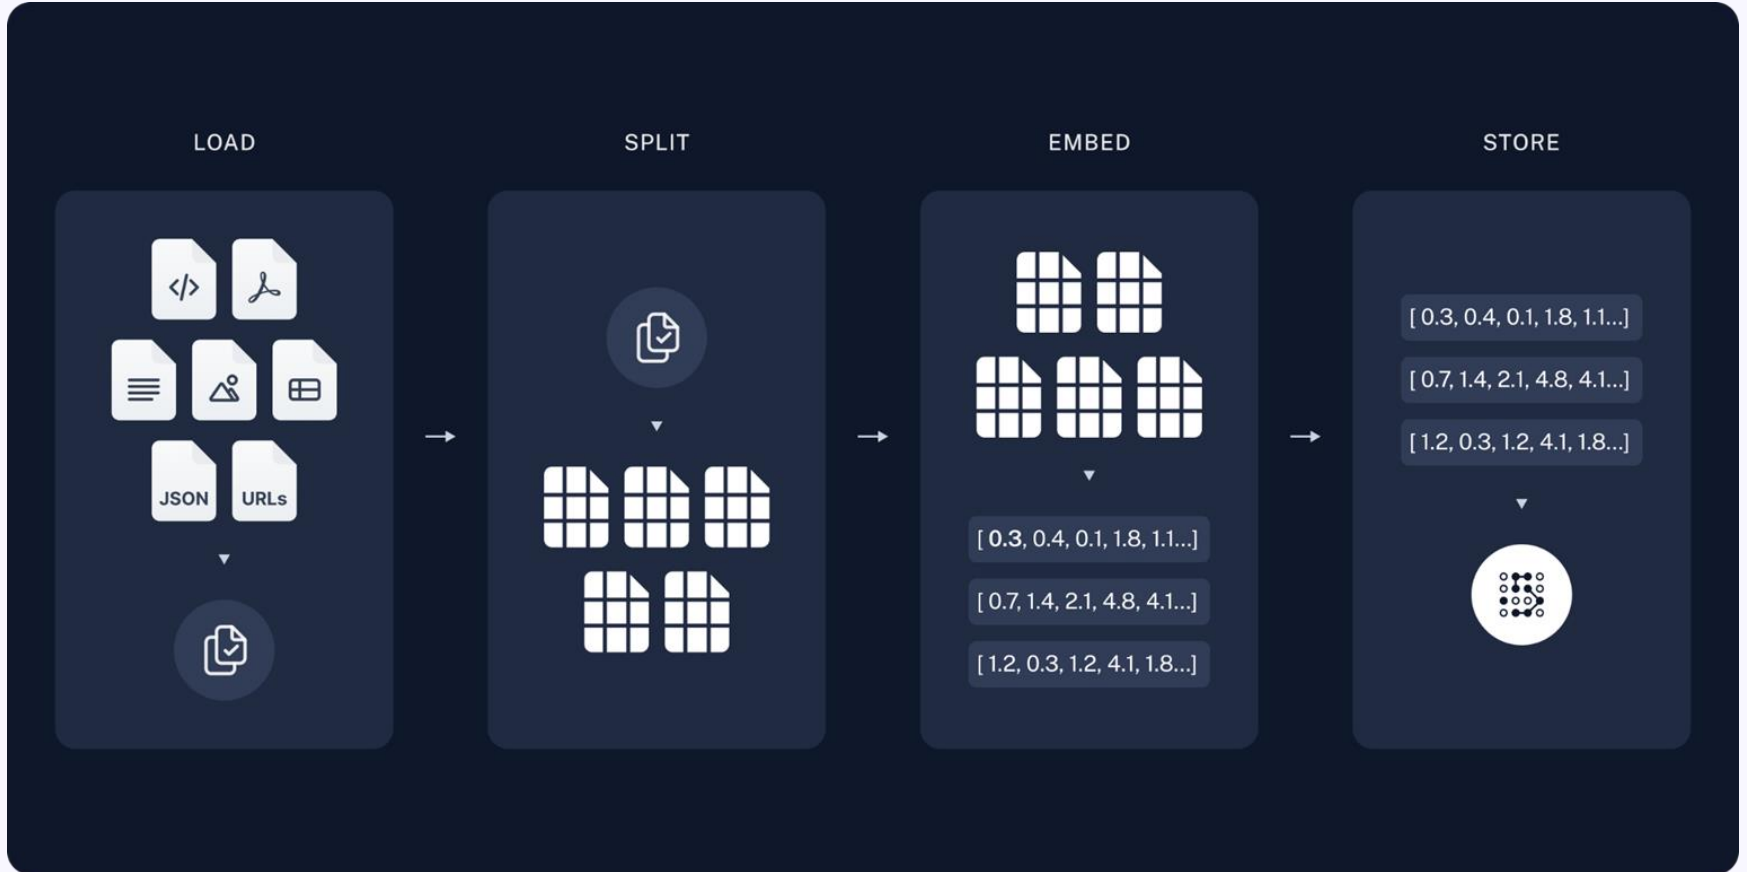 LOAD
</>
JSON
URLs
SPLIT
EMBED
[ 0.3, 0.4, 0.1, 1.8, 1.1...]
[ 0.7, 1.4, 2.1, 4.8, 4.1...]
[ 1.2, 0.3, 1.2, 4.1, 1.8...]
STORE
[ 0.3, 0.4, 0.1, 1.8, 1.1...]
[ 0.7, 1.4, 2.1, 4.8, 4.1...]
[ 1.2, 0.3, 1.2, 4.1, 1.8...]